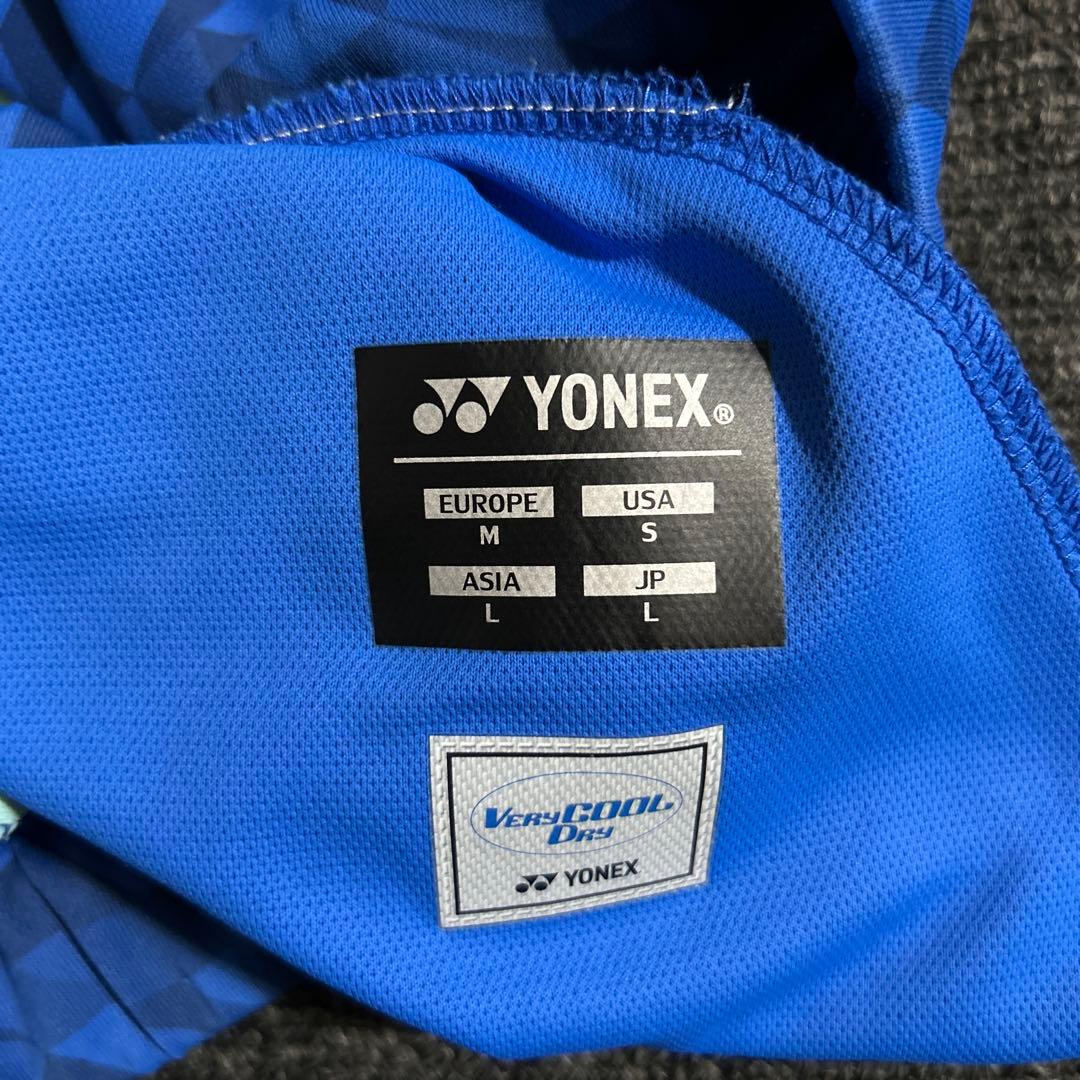 YONEX®
EUROPE USA
M S
ASIA JP
L L
VERYCOOL
DRY
YONEX